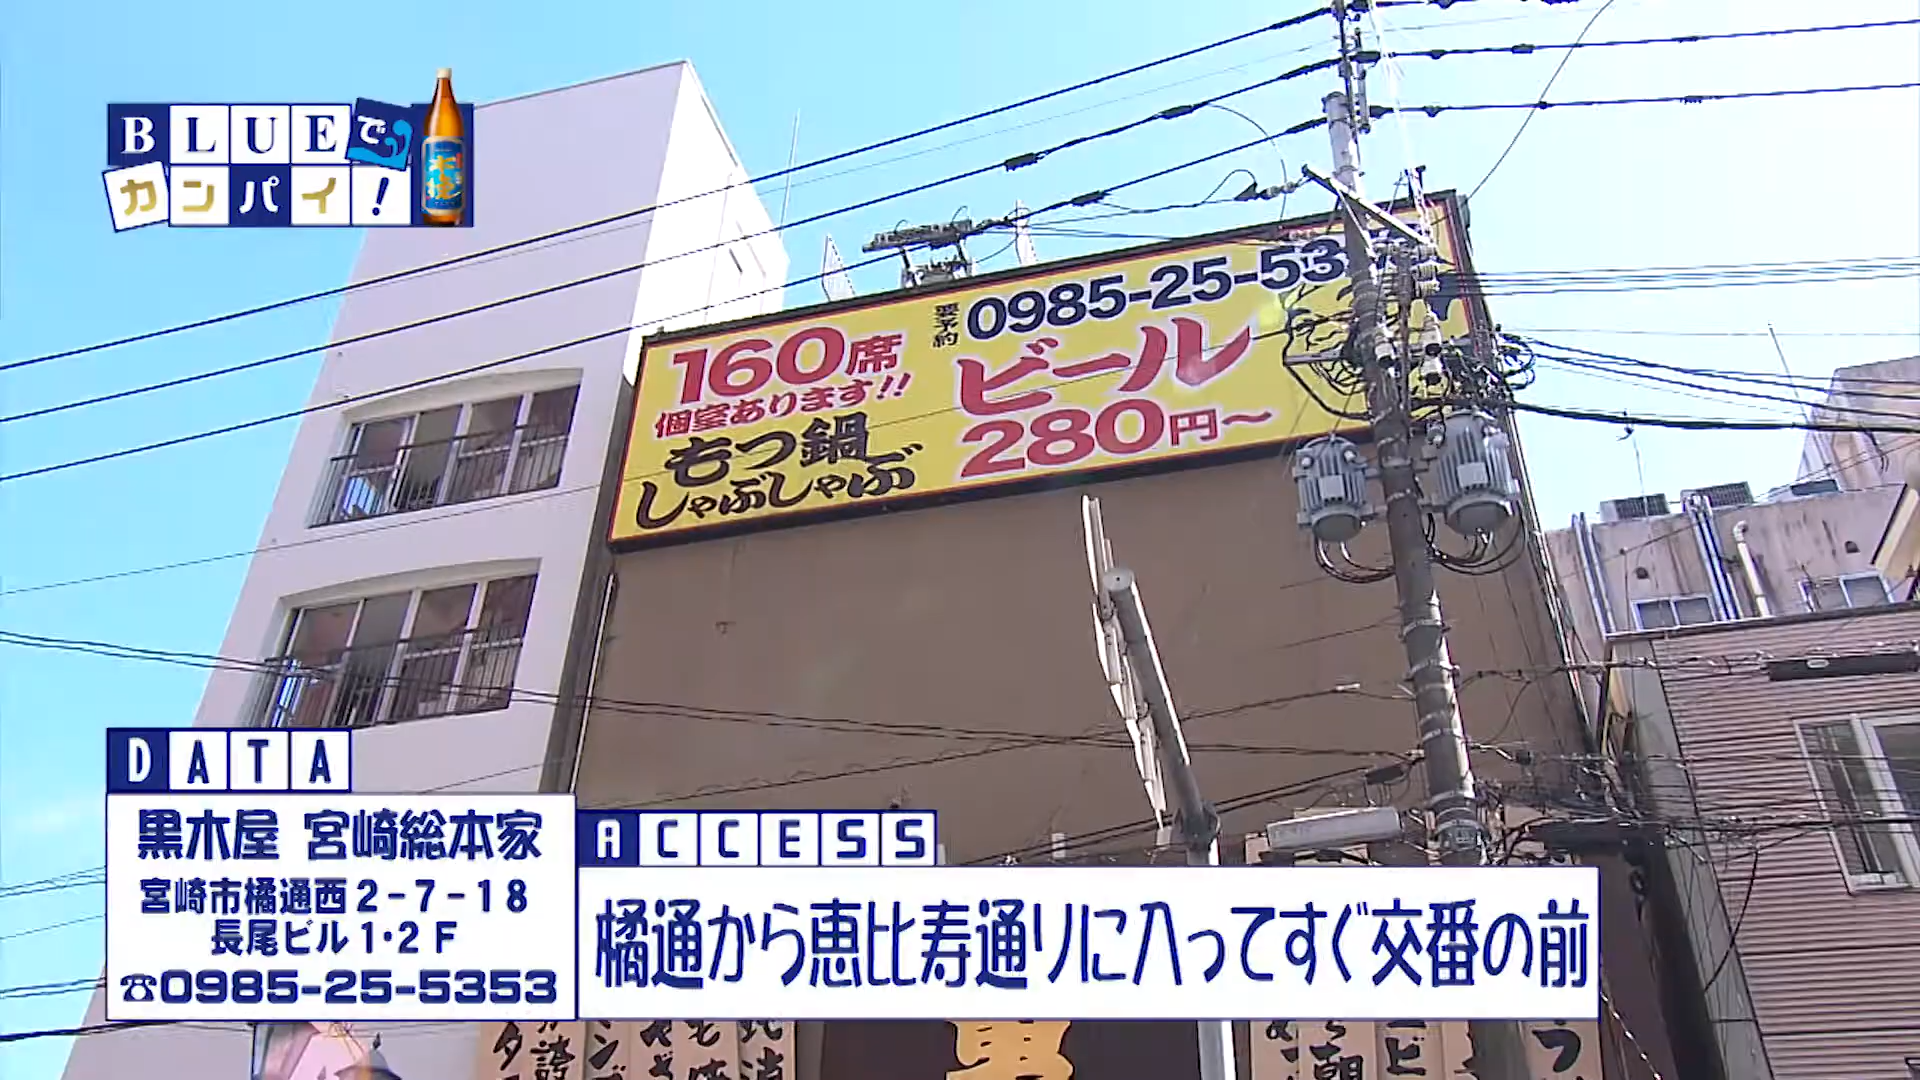 BLUEで
カンパイ!
木挽
160席
個室あります!!
もつ鍋
しゃぶしゃぶ
要予約
0985-25-53
ビール
280円~
DATA
黒木屋 宮崎総本家
宮崎市橘通西2-7-18
長尾ビル1・2F
☎0985-25-5353
ACCESS
橘通から恵比寿通りに入ってすぐ交番の前